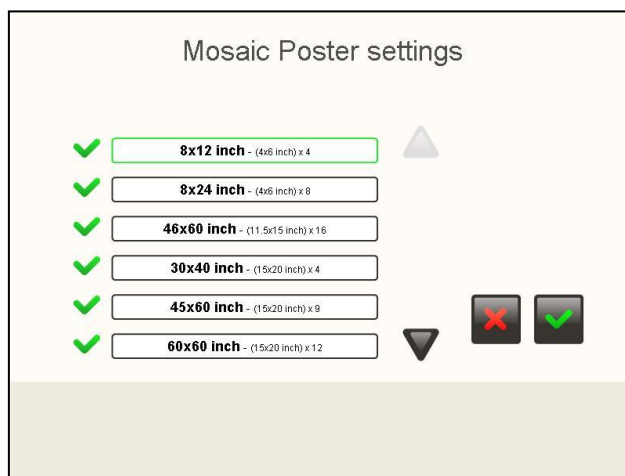 Mosaic Poster settings
8x12 inch - (4x6 inch) x 4
8x24 inch - (4x6 inch) x 8
46x60 inch - (11.5x15 inch) x 16
30x40 inch - (15x20 inch) x 4
45x60 inch - (15x20 inch) x 9
60x60 inch - (15x20 inch) x 12